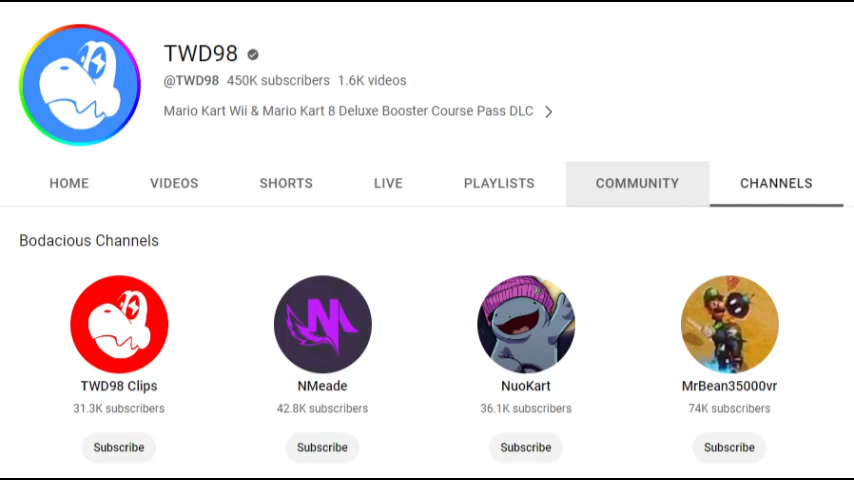 TWD98
@TWD98 450K subscribers 1.6K videos
Mario Kart Wii & Mario Kart 8 Deluxe Booster Course Pass DLC
HOME VIDEOS SHORTS LIVE PLAYLISTS COMMUNITY CHANNELS
Bodacious Channels
NM
TWD98 Clips NMeade NuoKart MrBean35000vr
31.3K subscribers 42.8K subscribers 36.1K subscribers 74K subscribers
Subscribe Subscribe Subscribe Subscribe